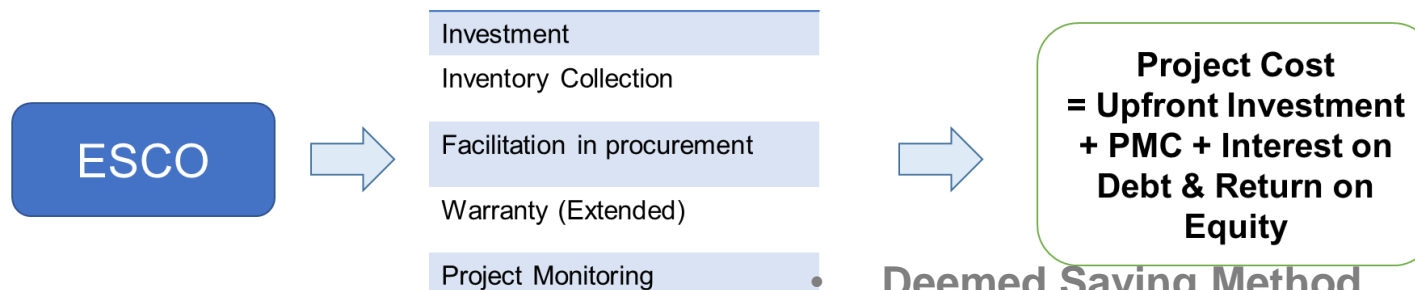 ESCO
Investment
Inventory Collection
Facilitation in procurement
Warranty (Extended)
Project Monitoring
Project Cost
= Upfront Investment
+ PMC + Interest on
Debt & Return on
Equity
• Deemed Saving Method